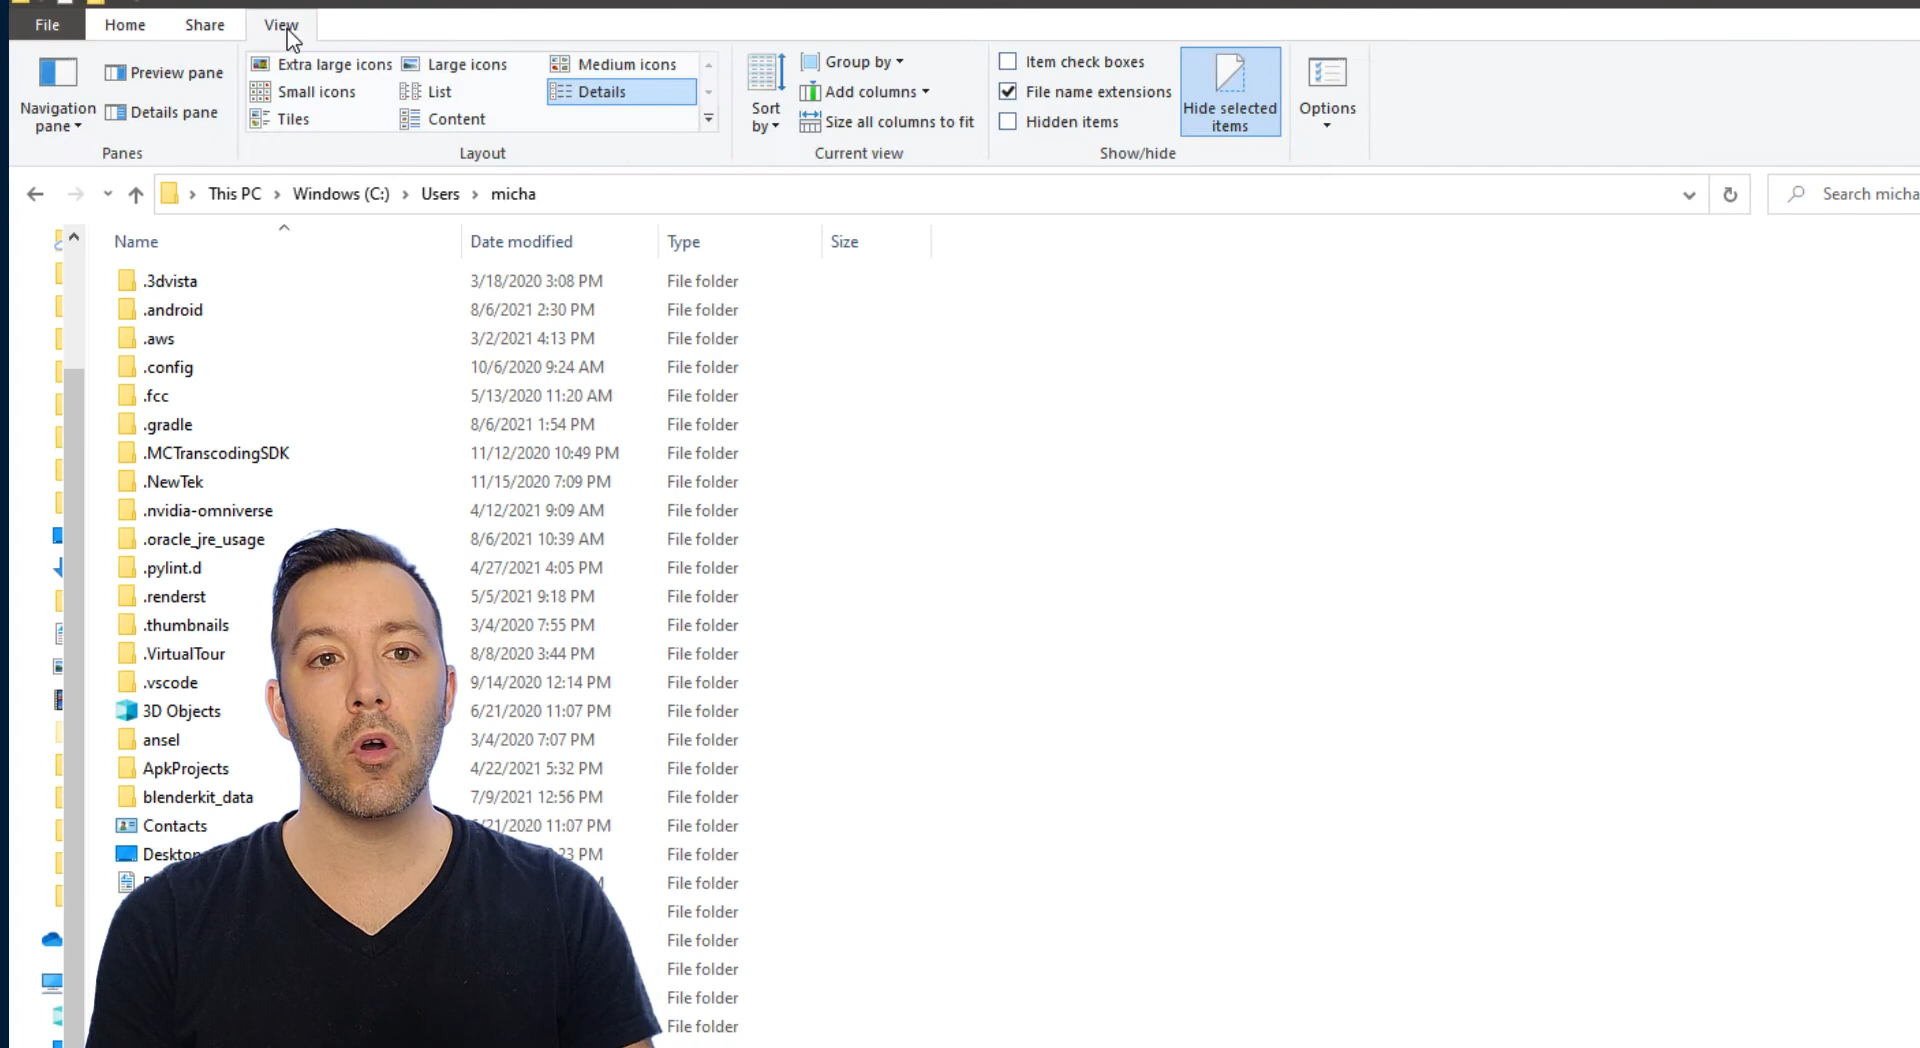 File Home Share View
Extra large icons Large icons Medium icons
Small icons List Details
Tiles Content
Navigation pane
Preview pane
Details pane
Panes
Layout
Sort by
Group by
Add columns
Size all columns to fit
Current view
Item check boxes
File name extensions
Hidden items
Hide selected items
Show/hide
Options
This PC > Windows (C:) > Users > micha
Search micha
Name Date modified Type Size
.3dvista 3/18/2020 3:08 PM File folder
.android 8/6/2021 2:30 PM File folder
.aws 3/2/2021 4:13 PM File folder
.config 10/6/2020 9:24 AM File folder
.fcc 5/13/2020 11:20 AM File folder
.gradle 8/6/2021 1:54 PM File folder
.MCTranscodingSDK 11/12/2020 10:49 PM File folder
.NewTek 11/15/2020 7:09 PM File folder
.nvidia-omniverse 4/12/2021 9:09 AM File folder
.oracle_jre_usage 8/6/2021 10:39 AM File folder
.pylint.d 4/27/2021 4:05 PM File folder
.renderst 5/5/2021 9:18 PM File folder
.thumbnails 3/4/2020 7:55 PM File folder
.VirtualTour 8/8/2020 3:44 PM File folder
.vscode 9/14/2020 12:14 PM File folder
3D Objects 6/21/2020 11:07 PM File folder
ansel 3/4/2020 7:07 PM File folder
ApkProjects 4/22/2021 5:32 PM File folder
blenderkit_data 7/9/2021 12:56 PM File folder
Contacts 11:07 PM File folder
PM File folder
File folder
File folder
File folder
File folder
File folder
File folder